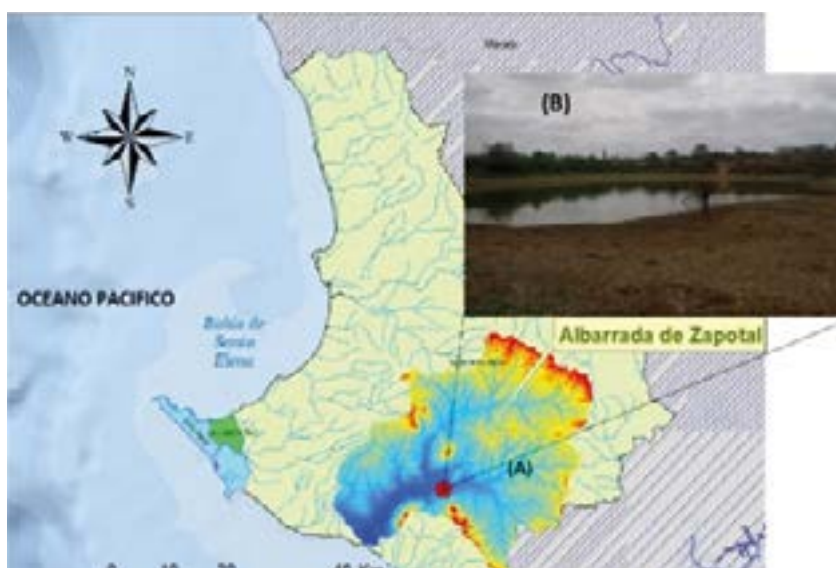 N
W
E
S
(B)
OCEANO PACIFICO
Bahía de
Santa
Elena
Albarrada de Zapotal
(A)